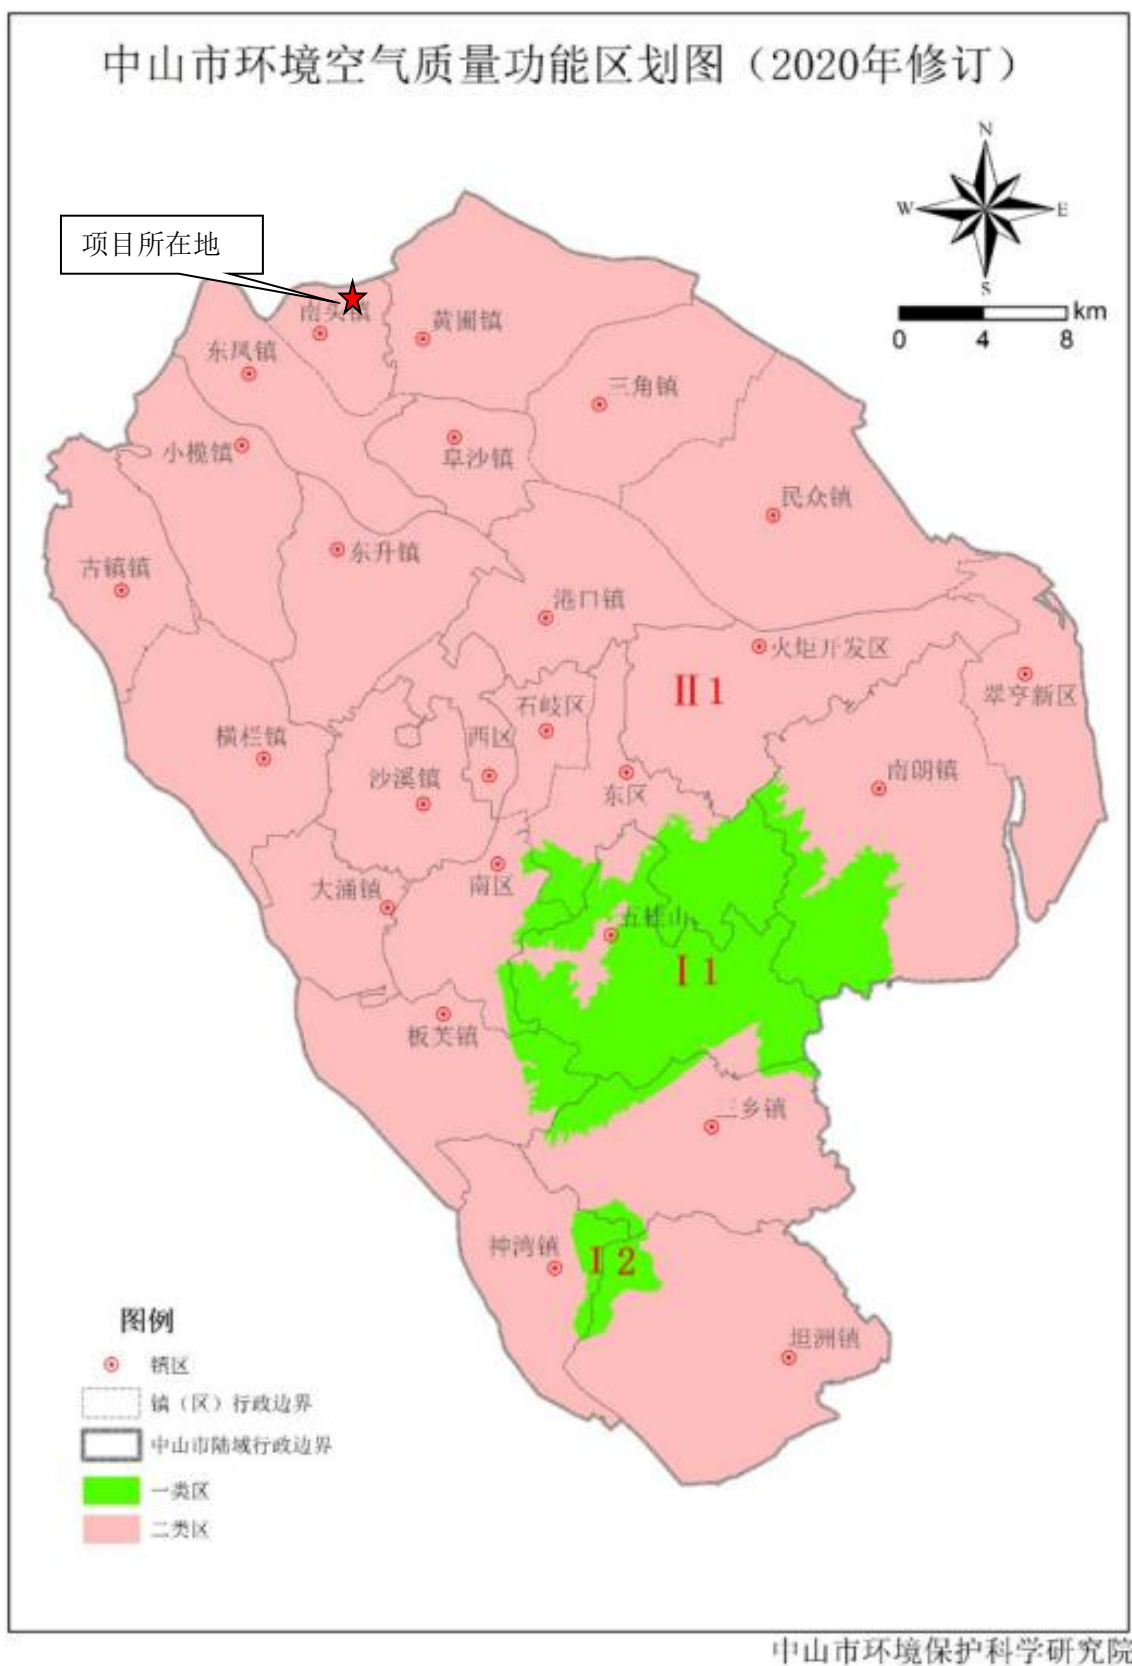 中山市环境空气质量功能区划图（2020年修订）
N
W
E
S
km
0 4 8
项目所在地
南头镇
黄圃镇
东凤镇
三角镇
小榄镇
阜沙镇
民众镇
东升镇
古镇镇
港口镇
火炬开发区
II 1
翠亨新区
石岐区
西区
横栏镇
沙溪镇
东区
南朗镇
南区
大涌镇
五桂山
I 1
板芙镇
三乡镇
神湾镇
I 2
坦洲镇
图例
镇区
镇（区）行政边界
中山市陆域行政边界
一类区
二类区
中山市环境保护科学研究院